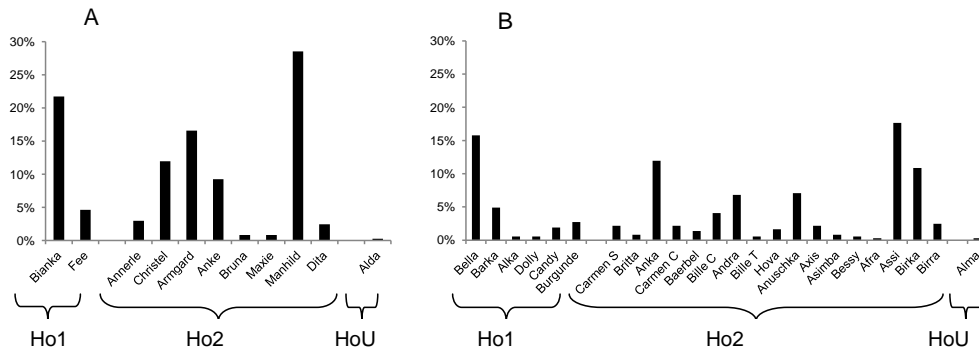 A
30%
25%
20%
15%
10%
5%
0%
Bianka
Fee
Annerle
Christel
Armgard
Anke
Bruna
Maxie
Manhild
Dita
Alda
Ho1
Ho2
HoU
B
30%
25%
20%
15%
10%
5%
0%
Bella
Barka
Alka
Dolly
Candy
Burgunde
Carmen S
Britta
Anka
Carmen C
Baerbel
Bille C
Andra
Bille T
Hova
Anuschka
Axis
Asimba
Bessy
Afra
Assi
Birka
Birra
Alma
Ho1
Ho2
HoU